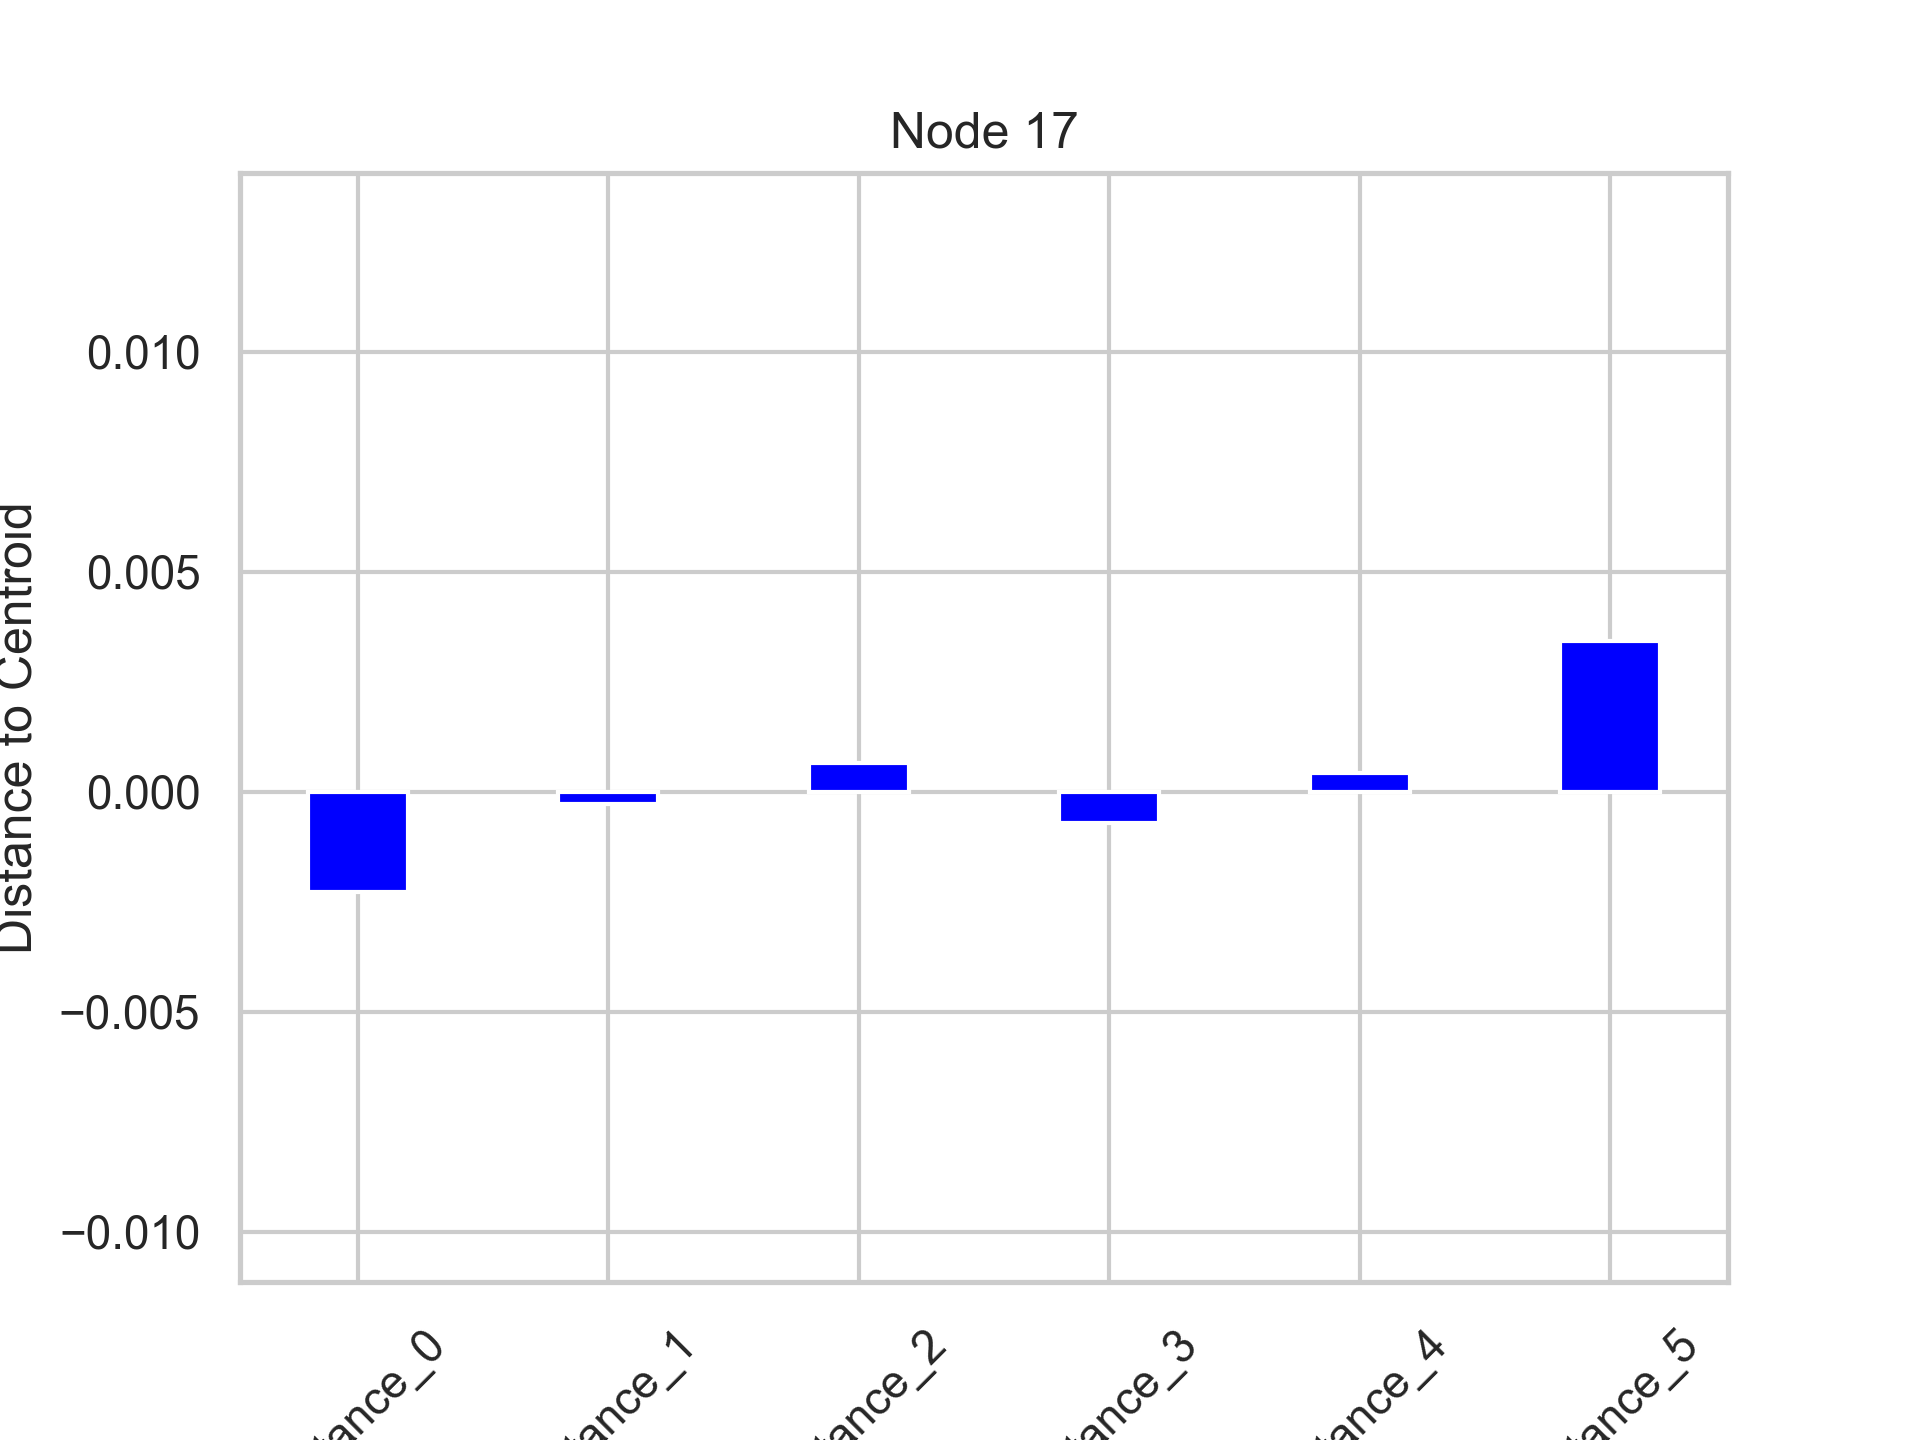 Node 17
0.010
0.005
0.000
−0.005
−0.010
Distance to Centroid
tance_0
tance_1
tance_2
tance_3
tance_4
tance_5